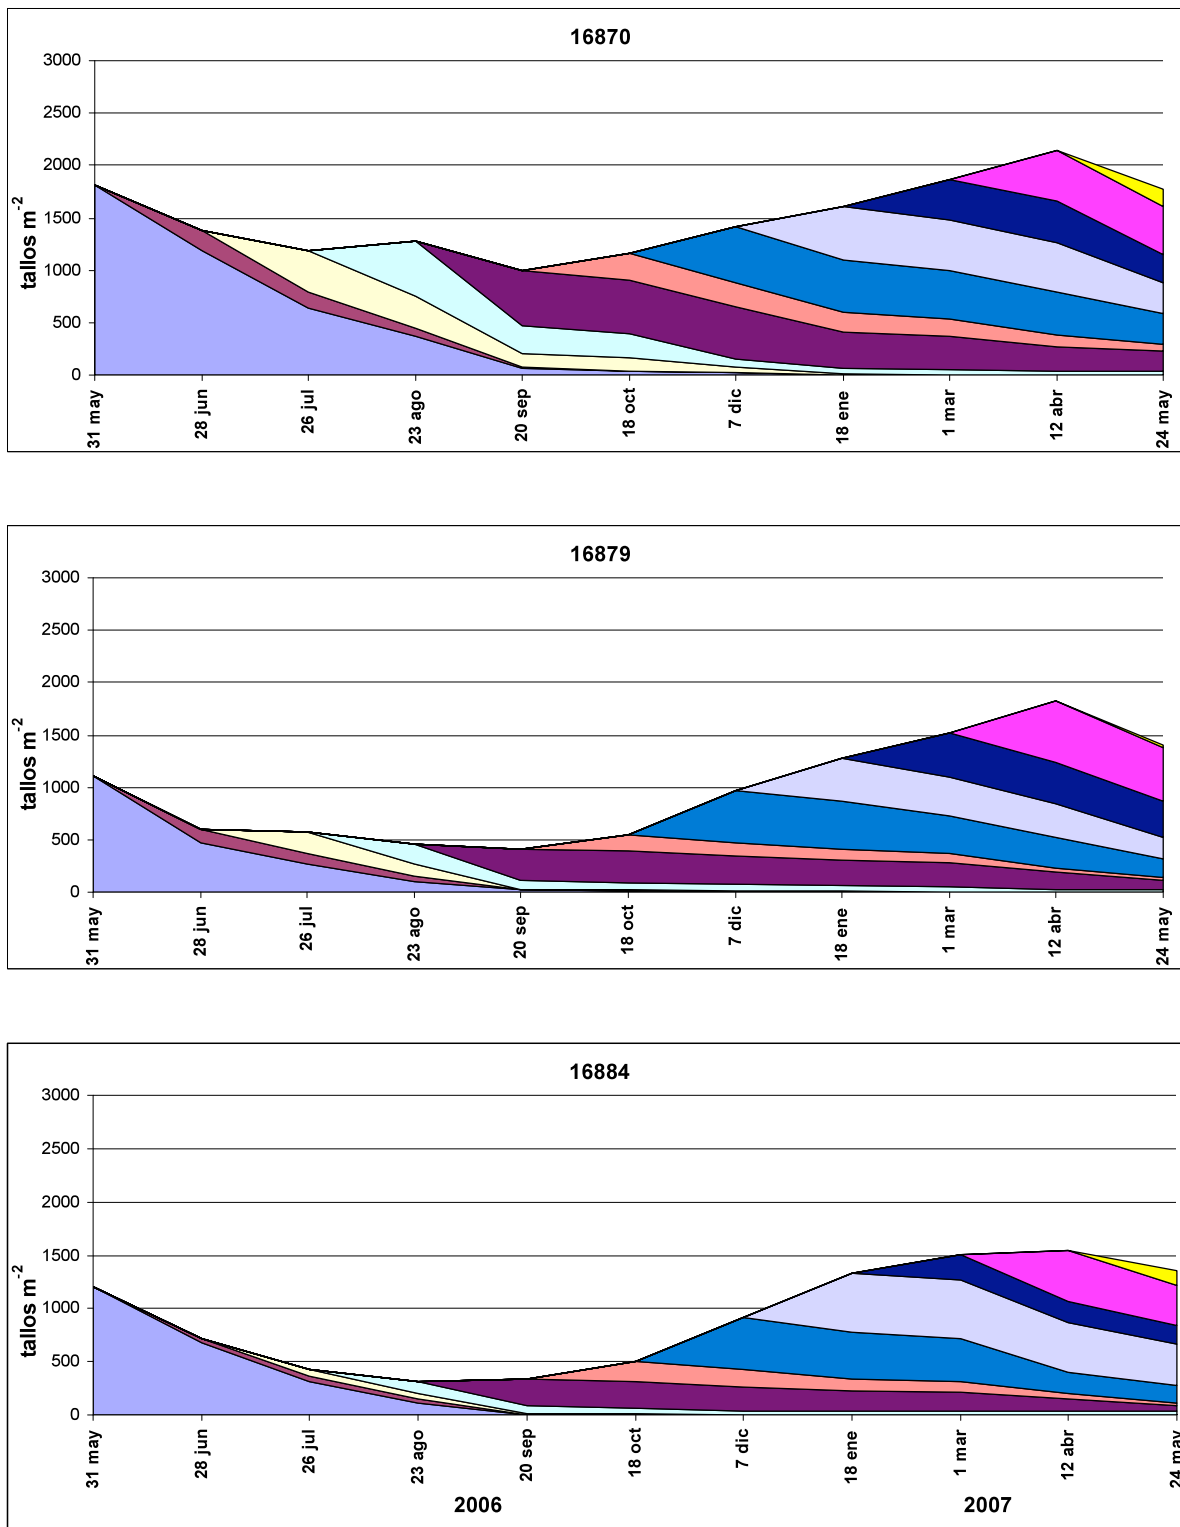 16870
3000
2500
2000
1500
1000
500
0
tallos m-2
31 may
28 jun
26 jul
23 ago
20 sep
18 oct
7 dic
18 ene
1 mar
12 abr
24 may
16879
3000
2500
2000
1500
1000
500
0
tallos m-2
31 may
28 jun
26 jul
23 ago
20 sep
18 oct
7 dic
18 ene
1 mar
12 abr
24 may
16884
3000
2500
2000
1500
1000
500
0
tallos m-2
31 may
28 jun
26 jul
23 ago
20 sep
18 oct
7 dic
18 ene
1 mar
12 abr
24 may
2006 2007